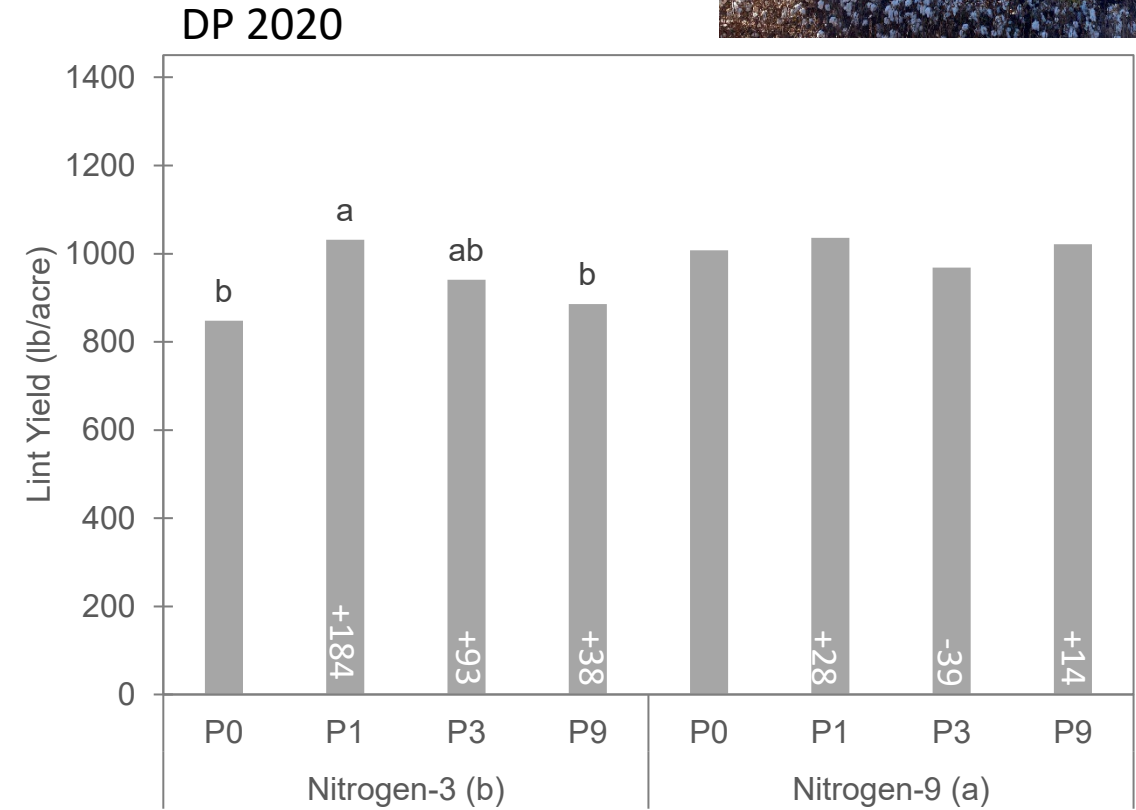 DP 2020
Lint Yield (lb/acre)
1400
1200
1000
800
600
400
200
0
b
a
ab
b
+184
+93
+38
+28
-39
+14
P0 P1 P3 P9 P0 P1 P3 P9
Nitrogen-3 (b) Nitrogen-9 (a)